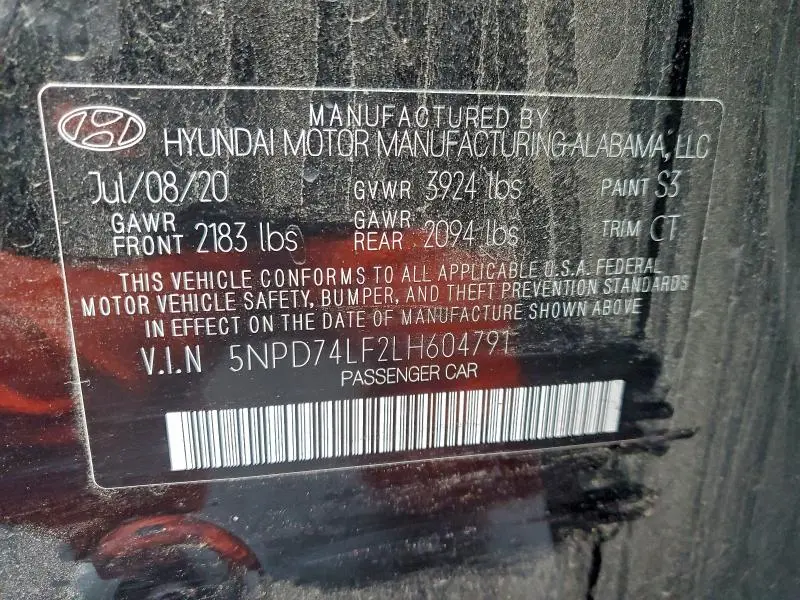 MANUFACTURED BY
HYUNDAI MOTOR MANUFACTURING ALABAMA, LLC
Jul/08/20 GVWR 3924 lbs PAINT S3
GAWR FRONT 2183 lbs GAWR REAR 2094 lbs TRIM CT
THIS VEHICLE CONFORMS TO ALL APPLICABLE U.S.A. FEDERAL
MOTOR VEHICLE SAFETY, BUMPER, AND THEFT PREVENTION STANDARDS
IN EFFECT ON THE DATE OF MANUFACTURE SHOWN ABOVE
V.I.N 5NPD74LF2LH604791
PASSENGER CAR